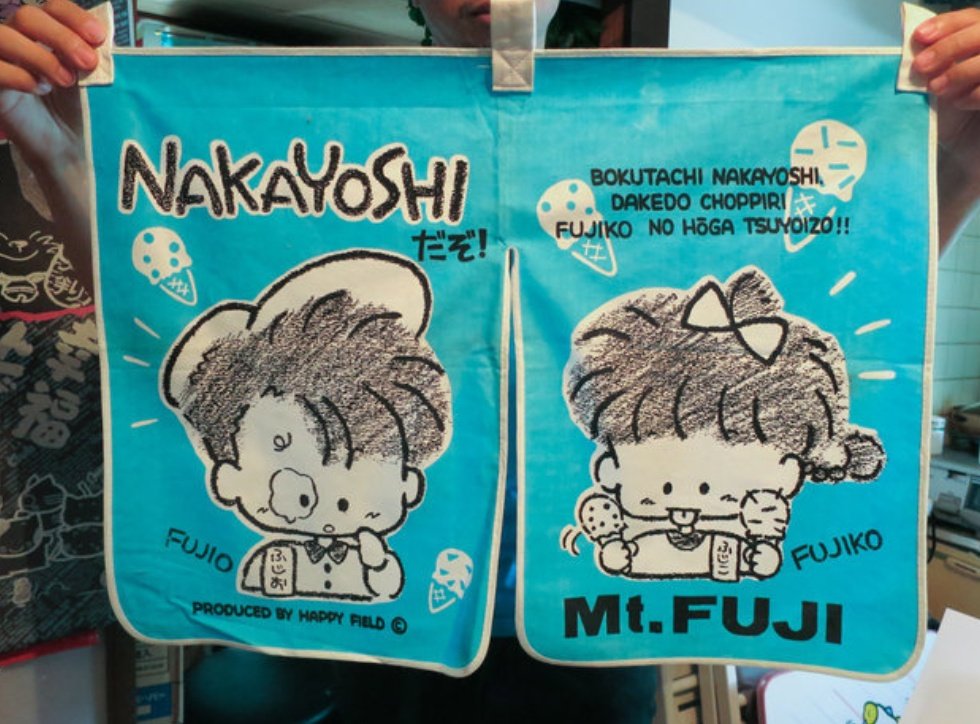 NAKAYOSHI
だぞ!
FUJIO
ふじお
PRODUCED BY HAPPY FIELD ©
BOKUTACHI NAKAYOSHI
DAKEDO CHOPPIRI
FUJIKO NO HŌGA TSUYOIZO!!
ふじこ
FUJIKO
Mt.FUJI